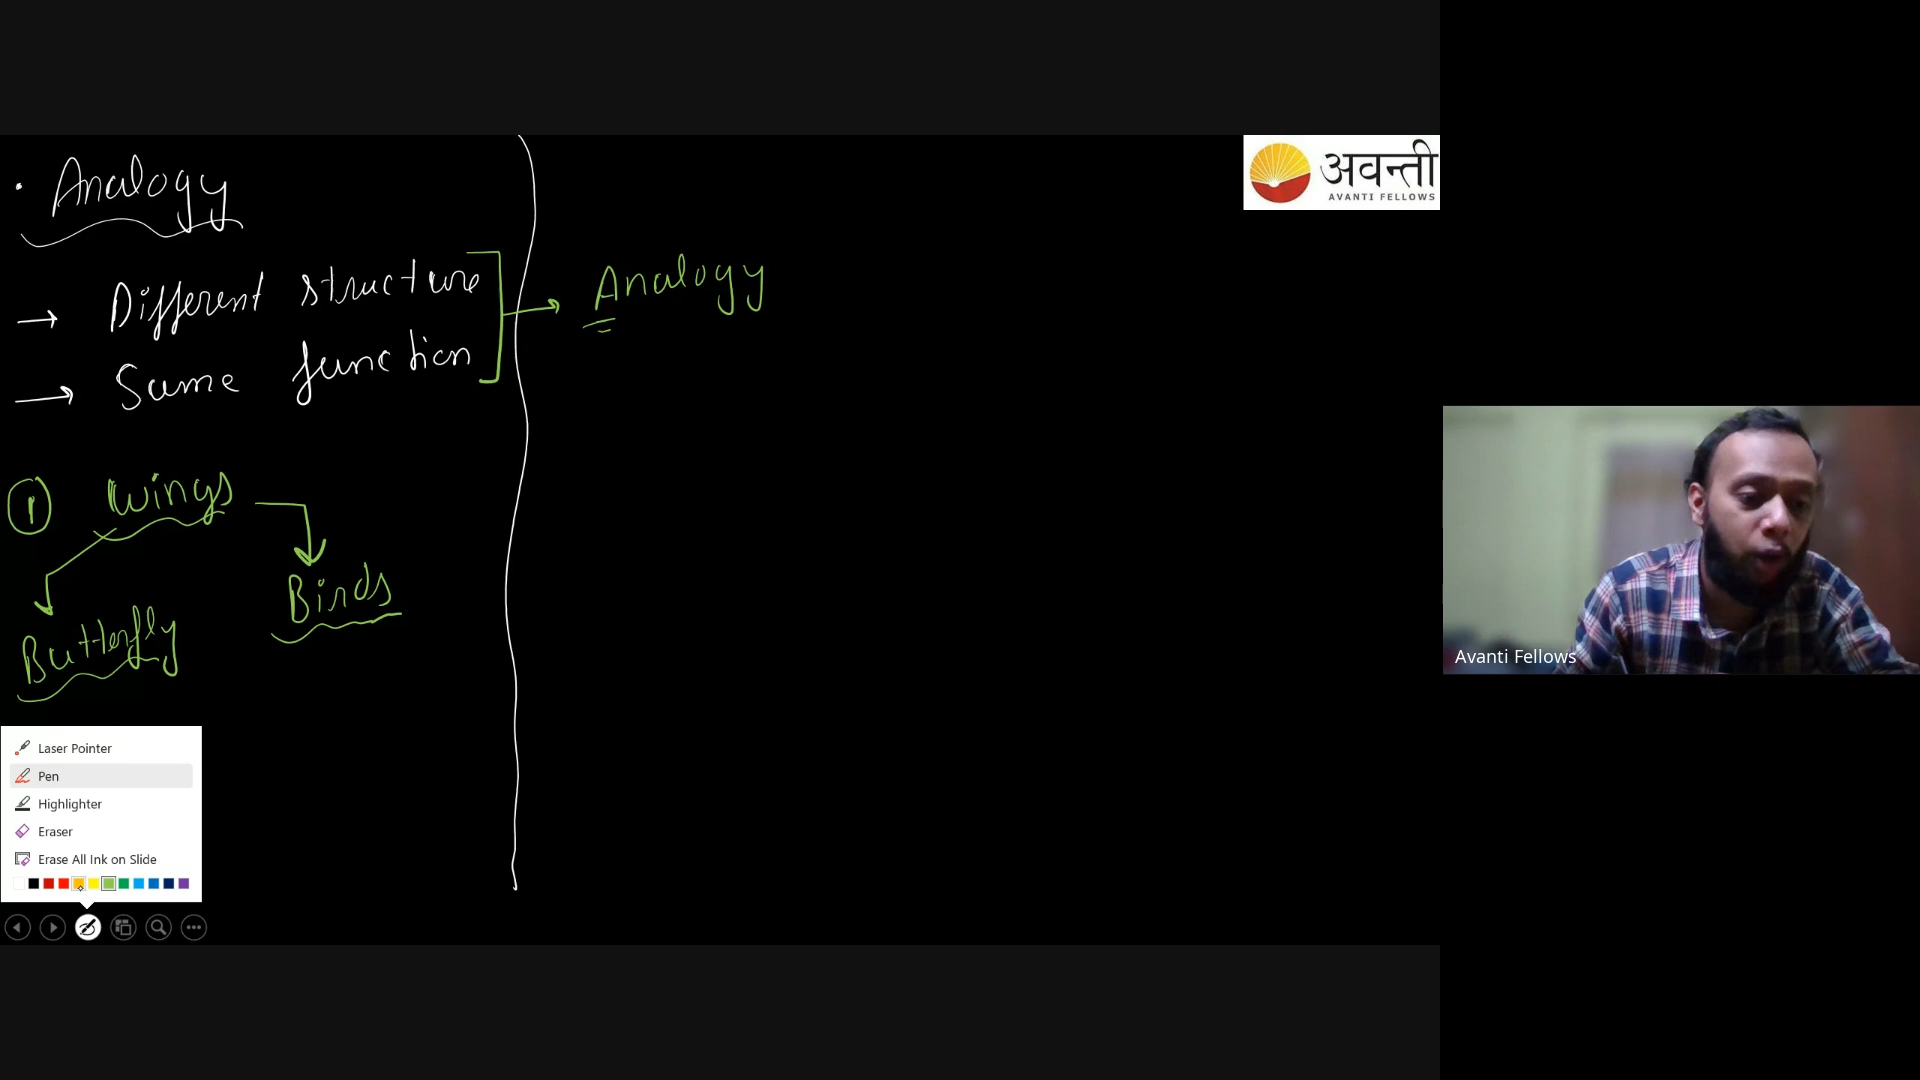 • Analogy
→ Different structure
→ Same function
→ Analogy
① Wings
Butterfly
Birds
अवन्ती
AVANTI FELLOWS
Avanti Fellows
Laser Pointer
Pen
Highlighter
Eraser
Erase All Ink on Slide